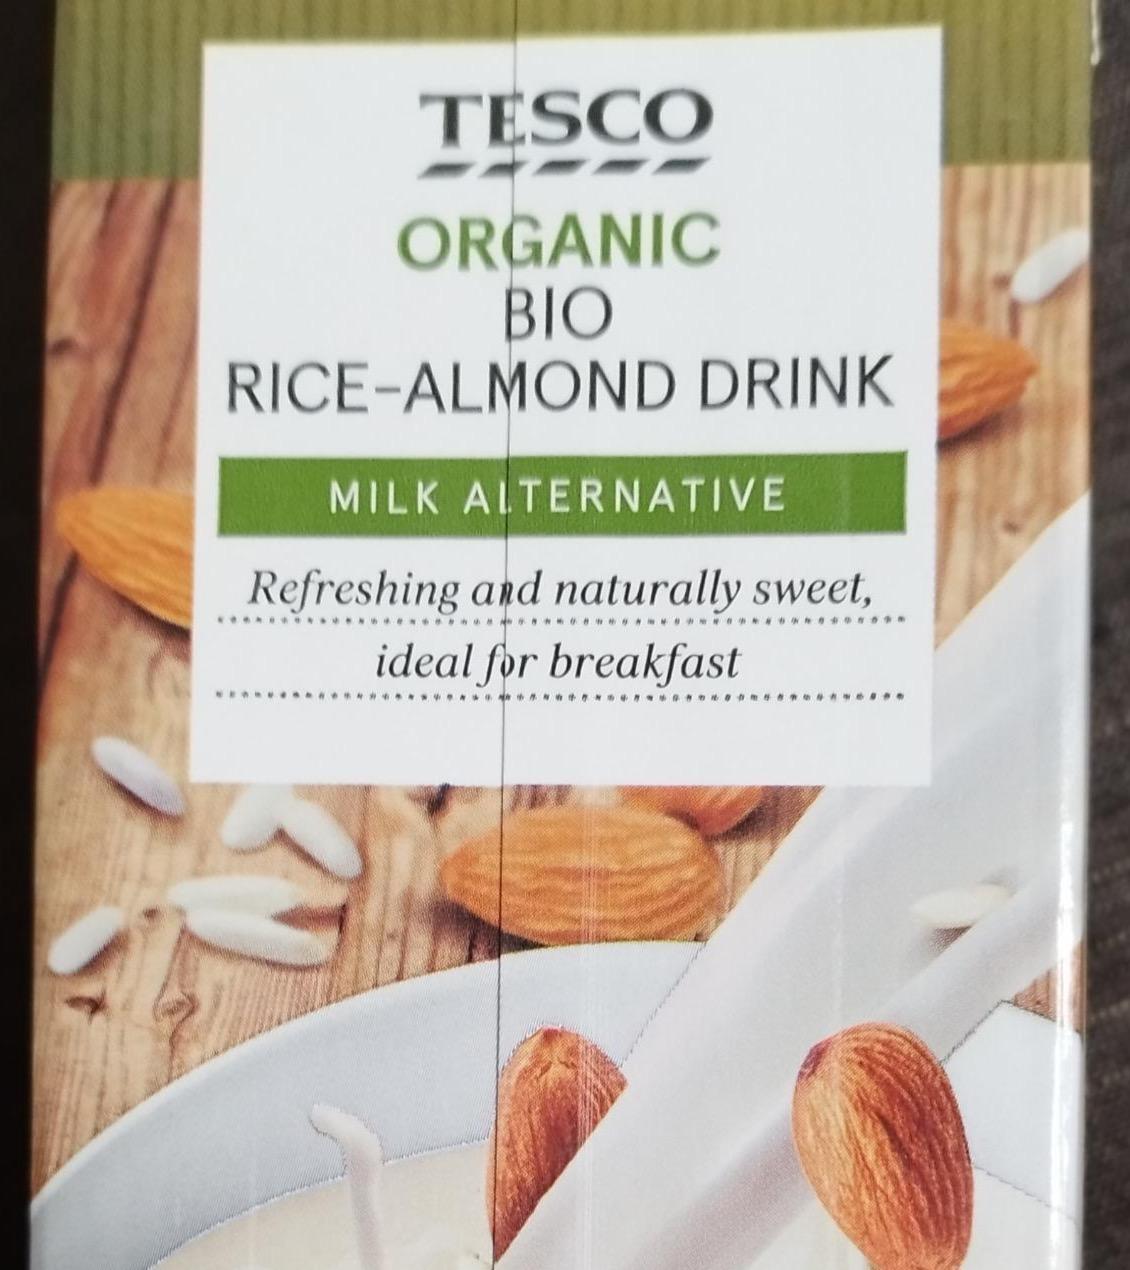 TESCO
ORGANIC
BIO
RICE-ALMOND DRINK
MILK ALTERNATIVE
Refreshing and naturally sweet,
ideal for breakfast